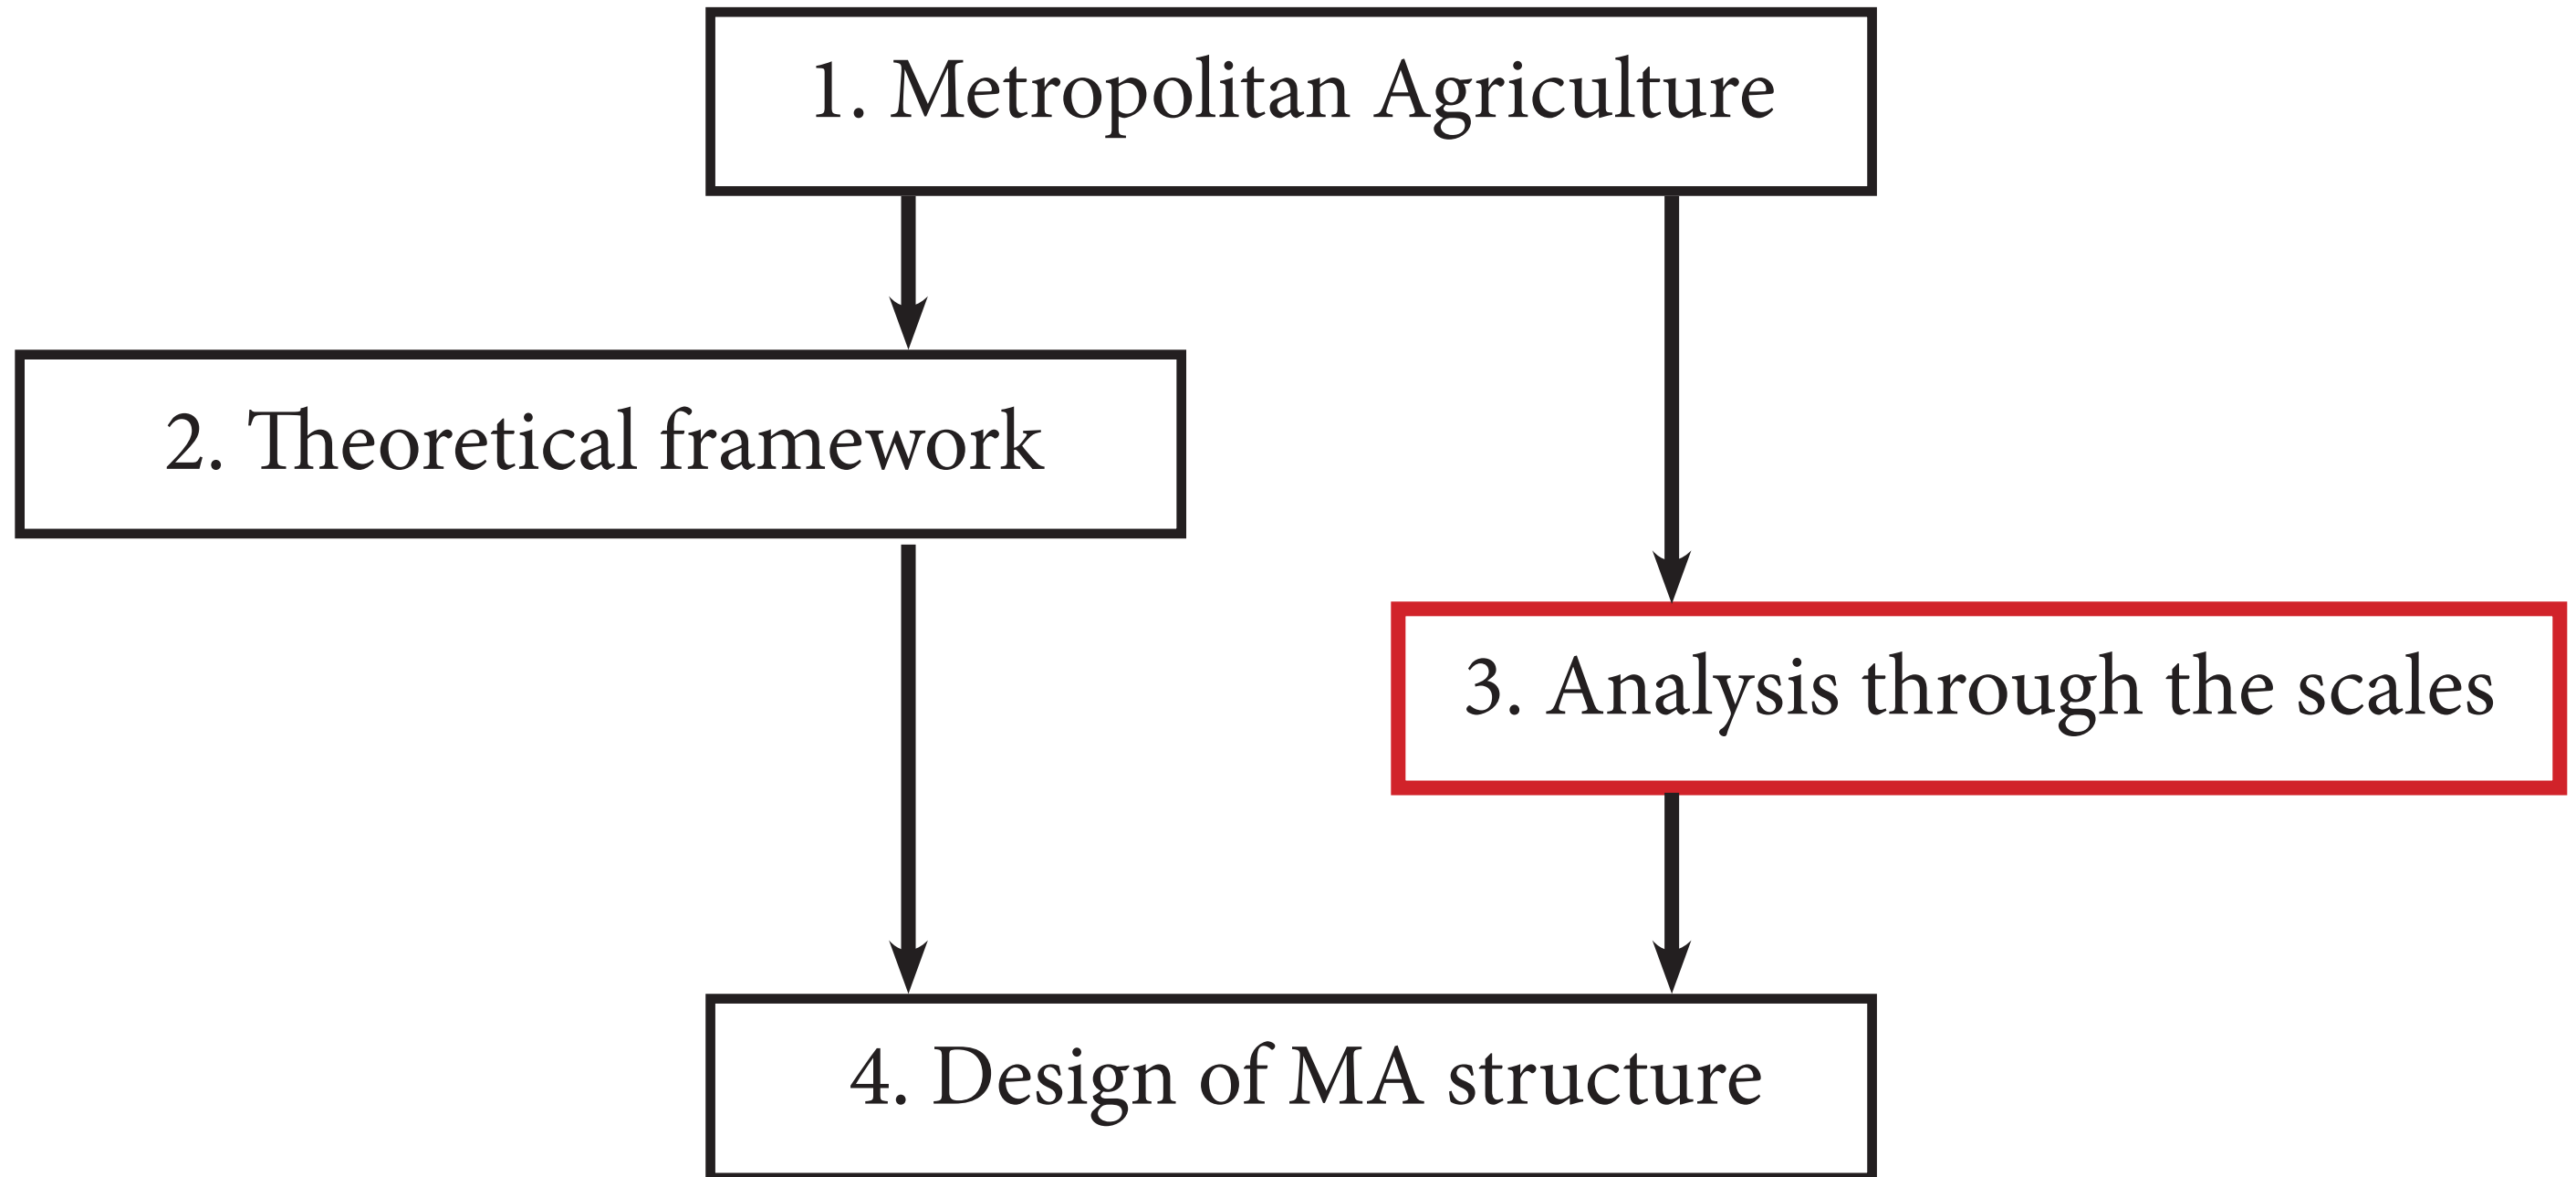 1. Metropolitan Agriculture
2. Theoretical framework
3. Analysis through the scales
4. Design of MA structure